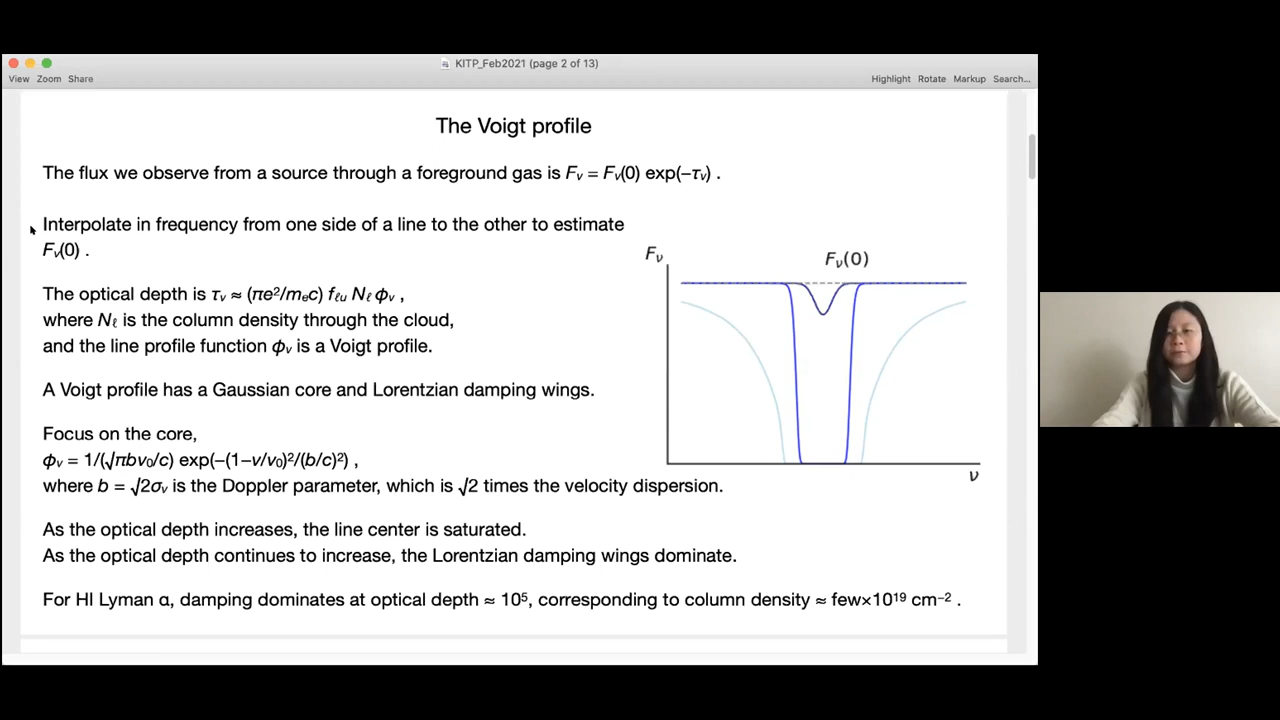 KITP_Feb2021 (page 2 of 13)
View Zoom Share Highlight Rotate Markup Search...
The Voigt profile
The flux we observe from a source through a foreground gas is Fν = Fν(0) exp(−τν) .
Interpolate in frequency from one side of a line to the other to estimate
Fν(0) .
The optical depth is τν ≈ (πe²/mₑc) fℓu Nℓ ϕν ,
where Nℓ is the column density through the cloud,
and the line profile function ϕν is a Voigt profile.
A Voigt profile has a Gaussian core and Lorentzian damping wings.
Focus on the core,
ϕν = 1/(√πbν₀/c) exp(−(1−ν/ν₀)²/(b/c)²) ,
where b = √2σᵥ is the Doppler parameter, which is √2 times the velocity dispersion.
As the optical depth increases, the line center is saturated.
As the optical depth continues to increase, the Lorentzian damping wings dominate.
For HI Lyman α, damping dominates at optical depth ≈ 10⁵, corresponding to column density ≈ few×10¹⁹ cm⁻² .
Fν
Fν(0)
ν